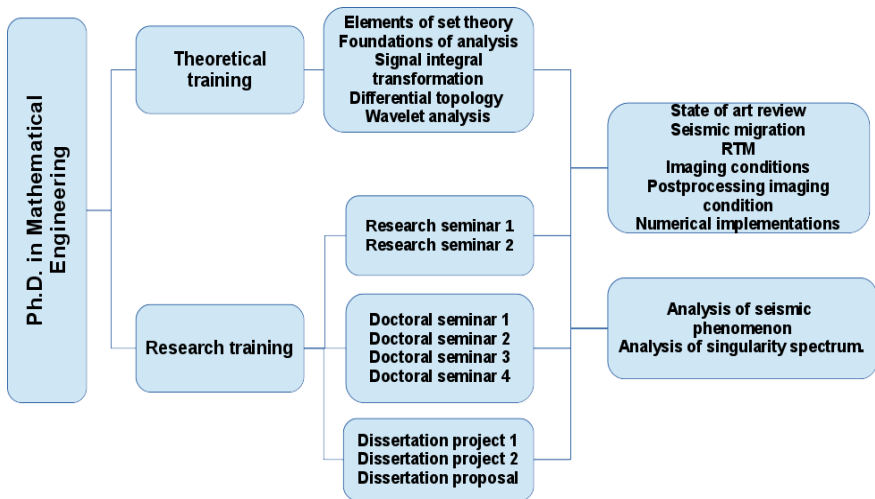 Ph.D. in Mathematical
Engineering
Theoretical
training
Research training
Elements of set theory
Foundations of analysis
Signal integral
transformation
Differential topology
Wavelet analysis
Research seminar 1
Research seminar 2
Doctoral seminar 1
Doctoral seminar 2
Doctoral seminar 3
Doctoral seminar 4
Dissertation project 1
Dissertation project 2
Dissertation proposal
State of art review
Seismic migration
RTM
Imaging conditions
Postprocessing imaging
condition
Numerical implementations
Analysis of seismic
phenomenon
Analysis of singularity spectrum.